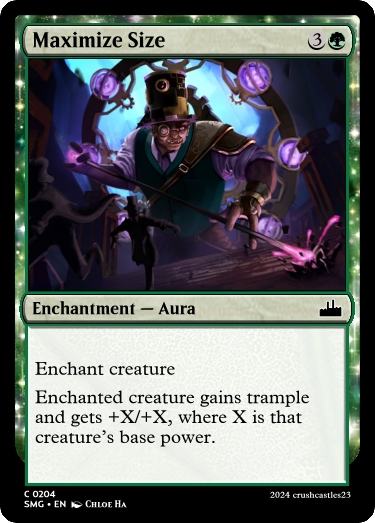 Maximize Size 3
Enchantment — Aura
Enchant creature
Enchanted creature gains trample
and gets +X/+X, where X is that
creature's base power.
C 0204
SMG • EN Chloe Ha
2024 crushcastles23